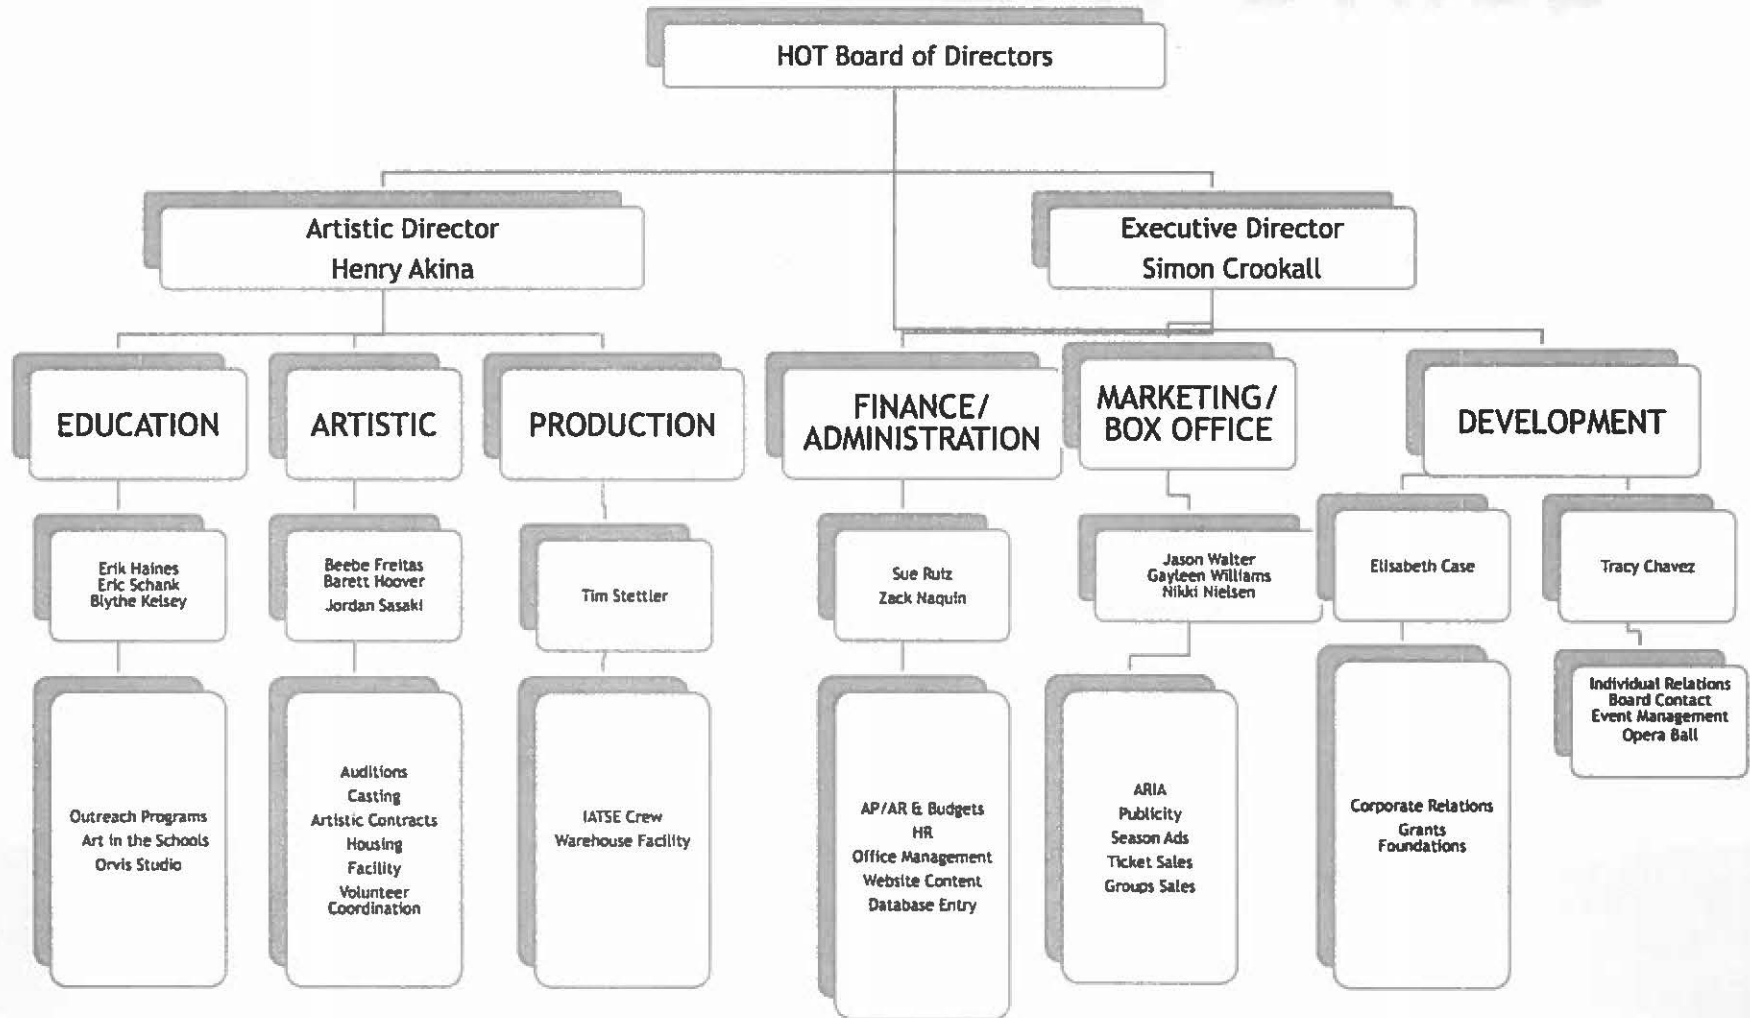 HOT Board of Directors
Artistic Director
Henry Akina
Executive Director
Simon Crookall
EDUCATION
ARTISTIC
PRODUCTION
FINANCE/
ADMINISTRATION
MARKETING/
BOX OFFICE
DEVELOPMENT
Erik Haines
Eric Schank
Blythe Kelsey
Beebe Freitas
Barett Hoover
Jordan Sasaki
Tim Stettler
Sue Ruiz
Zack Naquin
Jason Walter
Gayleen Williams
Nikki Nielsen
Elisabeth Case
Tracy Chavez
Outreach Programs
Art in the Schools
Orvis Studio
Auditions
Casting
Artistic Contracts
Housing
Facility
Volunteer
Coordination
IATSE Crew
Warehouse Facility
AP/AR & Budgets
HR
Office Management
Website Content
Database Entry
ARIA
Publicity
Season Ads
Ticket Sales
Groups Sales
Corporate Relations
Grants
Foundations
Individual Relations
Board Contact
Event Management
Opera Ball